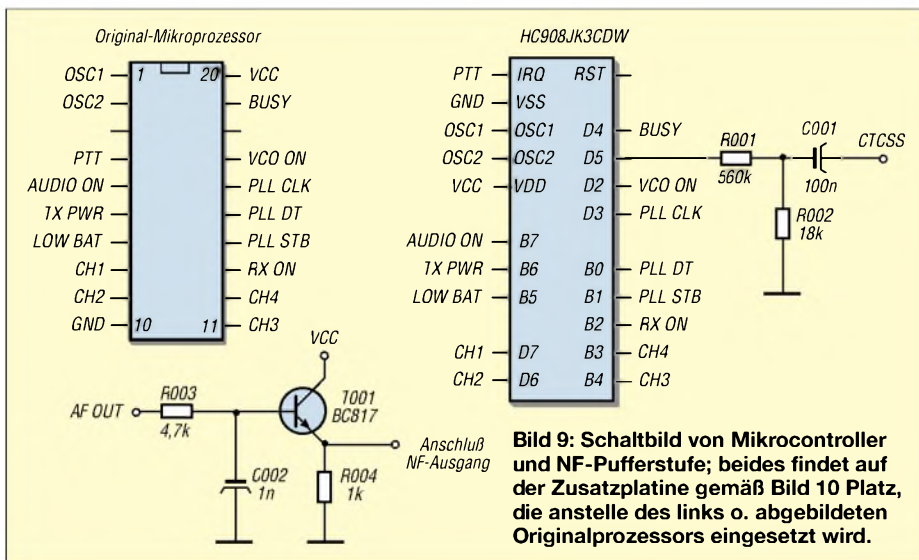 Original-Mikroprozessor
OSC1 1 20 VCC
OSC2 BUSY
PTT VCO ON
AUDIO ON PLL CLK
TX PWR PLL DT
LOW BAT PLL STB
CH1 RX ON
CH2 CH4
GND 10 11 CH3
HC908JK3CDW
PTT IRQ RST
GND VSS
OSC1 OSC1 D4 BUSY
OSC2 OSC2 D5
VCC VDD D2 VCO ON
D3 PLL CLK
AUDIO ON B7
TX PWR B6 B0 PLL DT
LOW BAT B5 B1 PLL STB
B2 RX ON
CH1 D7 B3 CH4
CH2 D6 B4 CH3
R001
560k
C001
100n
CTCSS
R002
18k
VCC
AF OUT
R003
4,7k
T001
BC817
C002
1n
R004
1k
Anschluß
NF-Ausgang
Bild 9: Schaltbild von Mikrocontroller
und NF-Pufferstufe; beides findet auf
der Zusatzplatine gemäß Bild 10 Platz,
die anstelle des links o. abgebildeten
Originalprozessors eingesetzt wird.